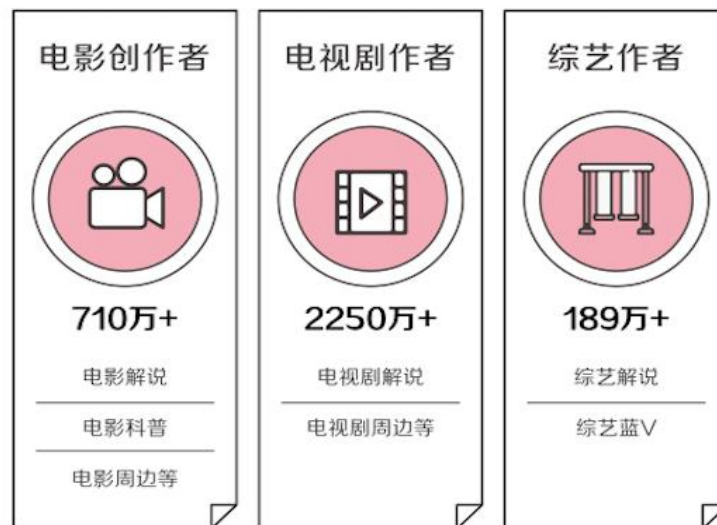 电影创作者
710万+
电影解说
电影科普
电影周边等
电视剧作者
2250万+
电视剧解说
电视剧周边等
综艺作者
189万+
综艺解说
综艺蓝V